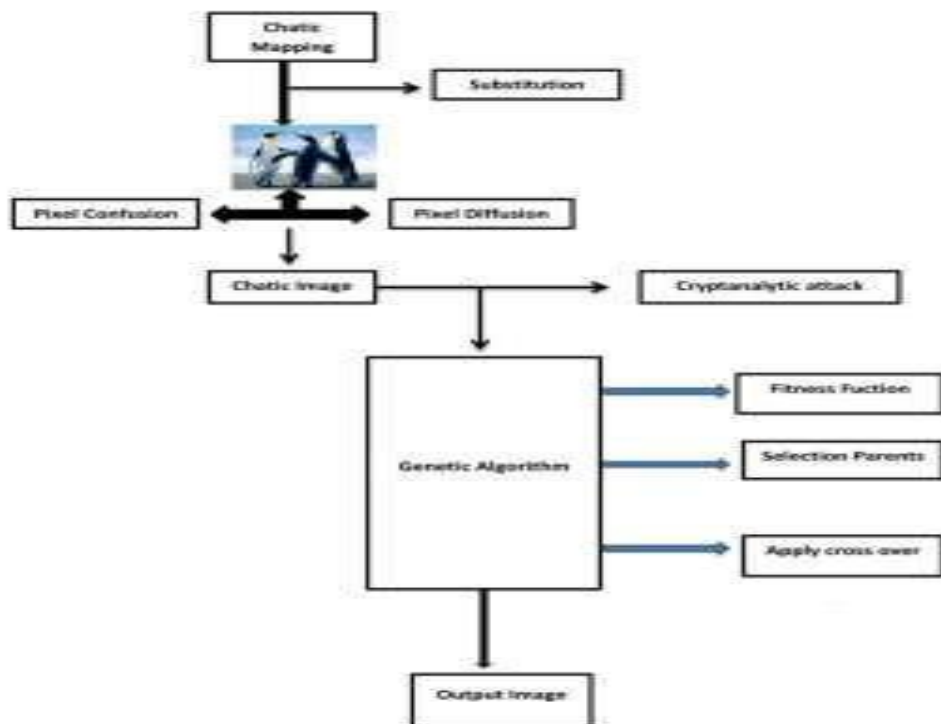 Chatic
Mapping
Substitution
Pixel Confusion
Pixel Diffusion
Chatic Image
Cryptanalytic attack
Fitness Fuction
Genetic Algorithm
Selection Parents
Apply cross over
Output Image